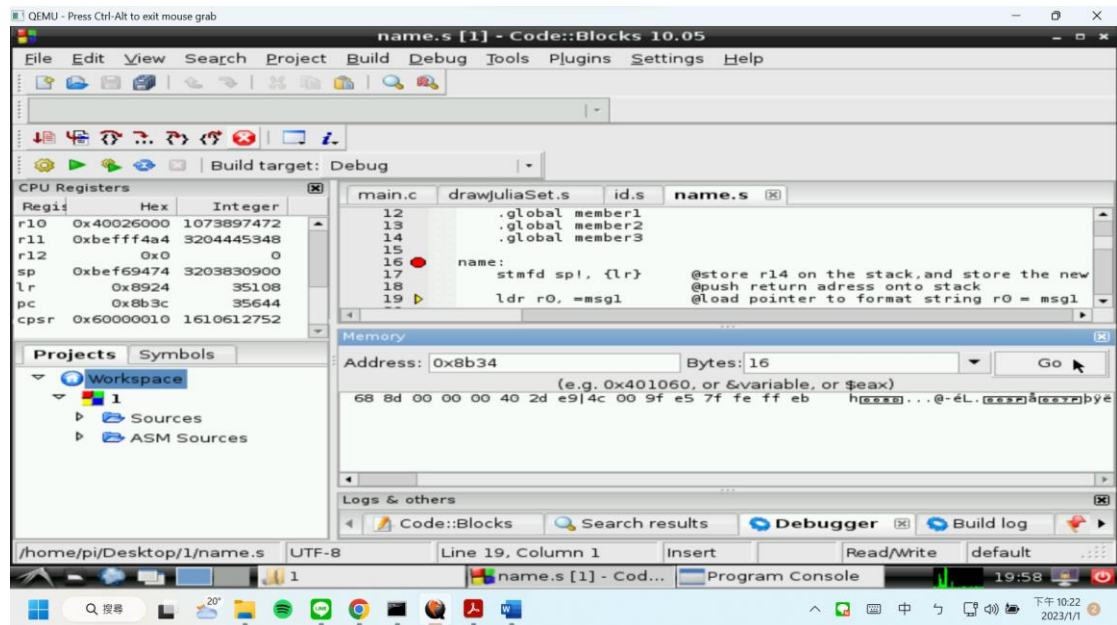 QEMU - Press Ctrl-Alt to exit mouse grab
name.s [1] - Code::Blocks 10.05
File Edit View Search Project Build Debug Tools Plugins Settings Help
Build target: Debug
CPU Registers
Regis Hex Integer
r10 0x40026000 1073897472
r11 0xbefff4a4 3204445348
r12 0x0 0
sp 0xbef69474 3203830900
lr 0x8924 35108
pc 0x8b3c 35644
cpsr 0x60000010 1610612752
main.c drawJuliaSet.s id.s name.s
12 .global member1
13 .global member2
14 .global member3
15
16 name:
17 stmfd sp!, {lr} @store r14 on the stack,and store the new
18 @push return adress onto stack
19 ldr r0, =msg1 @load pointer to format string r0 = msg1
Memory
Address: 0x8b34 Bytes: 16 Go
(e.g. 0x401060, or &variable, or $eax)
68 8d 00 00 00 40 2d e9|4c 00 9f e5 7f fe ff eb
Projects Symbols
Workspace
1
Sources
ASM Sources
Logs & others
Code::Blocks Search results Debugger Build log
/home/pi/Desktop/1/name.s UTF-8 Line 19, Column 1 Insert Read/Write default
1 name.s [1] - Cod... Program Console 19:58
搜尋 20° 中 ㄅ 下午 10:22
2023/1/1 2